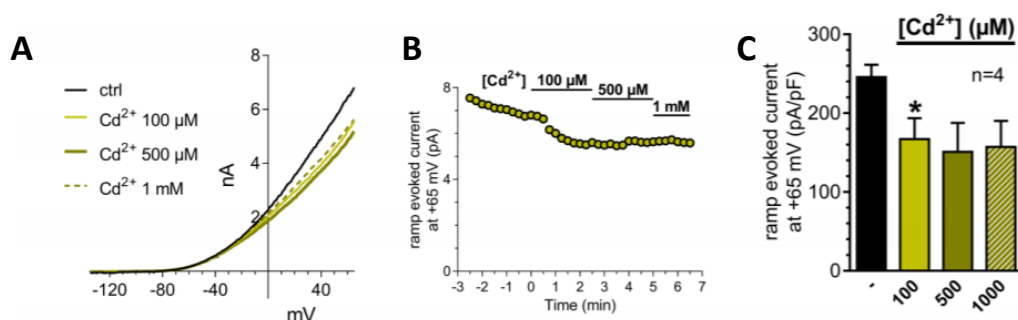 A
ctrl
Cd²⁺ 100 µM
Cd²⁺ 500 µM
Cd²⁺ 1 mM
8
6
4
2
nA
-120
-80
-40
40
mV
B
[Cd²⁺]
100 µM
500 µM
1 mM
9
6
3
0
ramp evoked current
at +65 mV (pA)
-3
-2
-1
0
1
2
3
4
5
6
7
Time (min)
C
[Cd²⁺] (µM)
n=4
*
300
200
100
0
ramp evoked current
at +65 mV (pA/pF)
-
100
500
1000